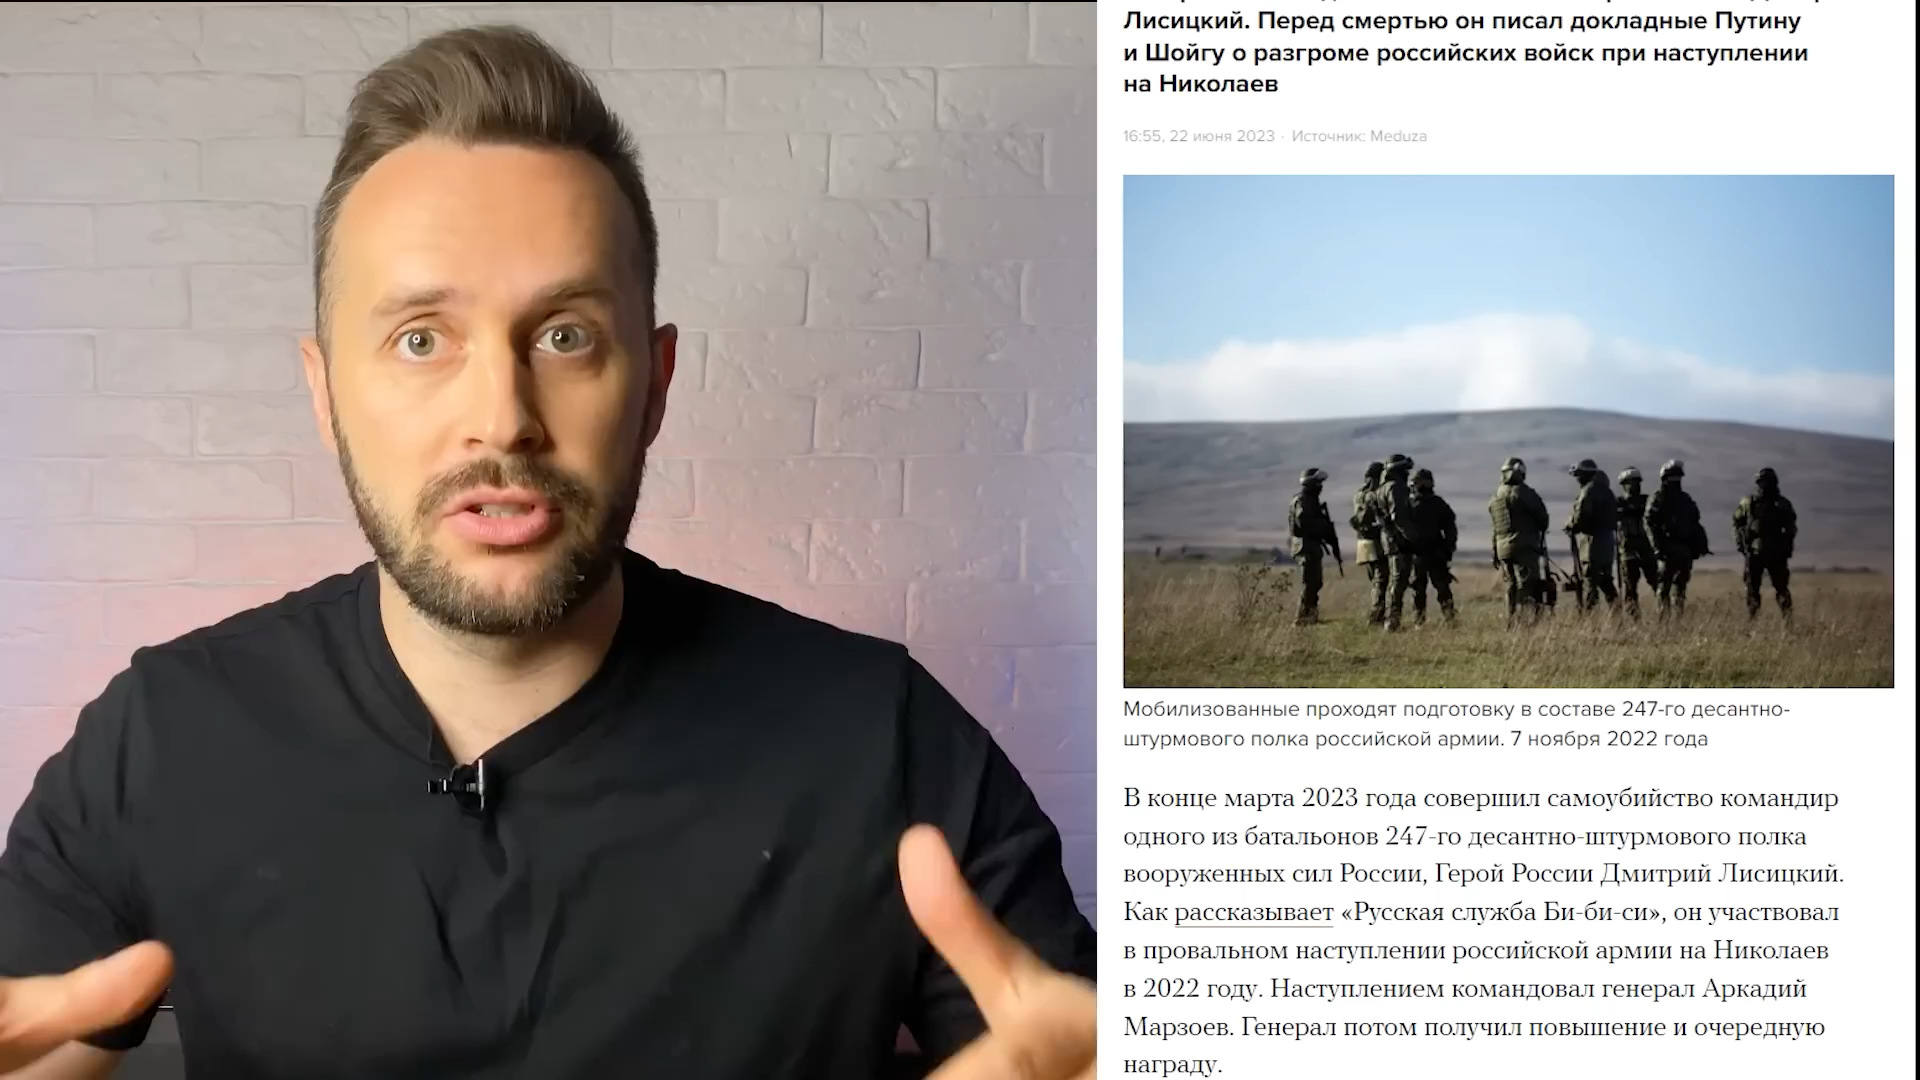 Лисицкий. Перед смертью он писал докладные Путину
и Шойгу о разгроме российских войск при наступлении
на Николаев
16:55, 22 июня 2023 · Источник: Meduza
Мобилизованные проходят подготовку в составе 247-го десантно-
штурмового полка российской армии. 7 ноября 2022 года
В конце марта 2023 года совершил самоубийство командир
одного из батальонов 247-го десантно-штурмового полка
вооруженных сил России, Герой России Дмитрий Лисицкий.
Как рассказывает «Русская служба Би-би-си», он участвовал
в провальном наступлении российской армии на Николаев
в 2022 году. Наступлением командовал генерал Аркадий
Марзоев. Генерал потом получил повышение и очередную
награду.